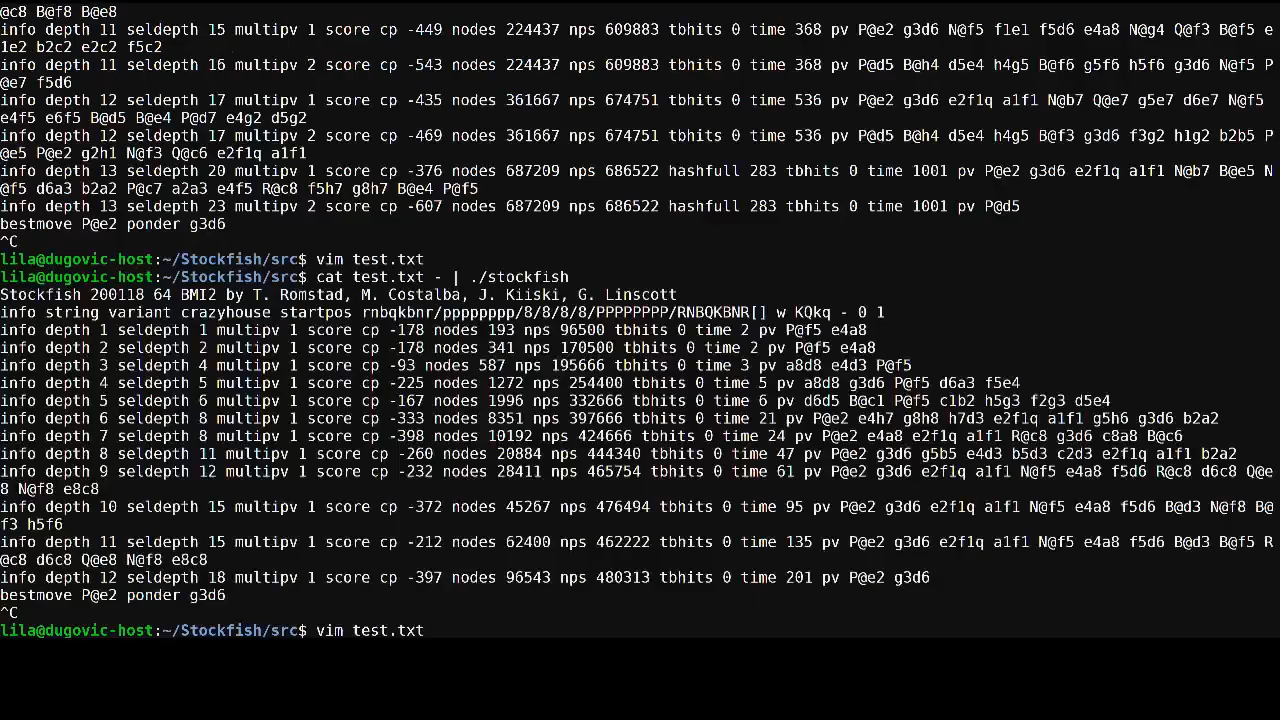 @c8 B@f8 B@e8
info depth 11 seldepth 15 multipv 1 score cp -449 nodes 224437 nps 609883 tbhits 0 time 368 pv P@e2 g3d6 N@f5 f1e1 f5d6 e4a8 N@g4 Q@f3 B@f5 e
1e2 b2c2 e2c2 f5c2
info depth 11 seldepth 16 multipv 2 score cp -543 nodes 224437 nps 609883 tbhits 0 time 368 pv P@d5 B@h4 d5e4 h4g5 B@f6 g5f6 h5f6 g3d6 N@f5 P
@e7 f5d6
info depth 12 seldepth 17 multipv 1 score cp -435 nodes 361667 nps 674751 tbhits 0 time 536 pv P@e2 g3d6 e2f1q a1f1 N@b7 Q@e7 g5e7 d6e7 N@f5
e4f5 e6f5 B@d5 B@e4 P@d7 e4g2 d5g2
info depth 12 seldepth 17 multipv 2 score cp -469 nodes 361667 nps 674751 tbhits 0 time 536 pv P@d5 B@h4 d5e4 h4g5 B@f3 g3d6 f3g2 h1g2 b2b5 P
@e5 P@e2 g2h1 N@f3 Q@c6 e2f1q a1f1
info depth 13 seldepth 20 multipv 1 score cp -376 nodes 687209 nps 686522 hashfull 283 tbhits 0 time 1001 pv P@e2 g3d6 e2f1q a1f1 N@b7 B@e5 N
@f5 d6a3 b2a2 P@c7 a2a3 e4f5 R@c8 f5h7 g8h7 B@e4 P@f5
info depth 13 seldepth 23 multipv 2 score cp -607 nodes 687209 nps 686522 hashfull 283 tbhits 0 time 1001 pv P@d5
bestmove P@e2 ponder g3d6
^C
lila@dugovic-host:~/Stockfish/src$ vim test.txt
lila@dugovic-host:~/Stockfish/src$ cat test.txt - | ./stockfish
Stockfish 200118 64 BMI2 by T. Romstad, M. Costalba, J. Kiiski, G. Linscott
info string variant crazyhouse startpos rnbqkbnr/pppppppp/8/8/8/8/PPPPPPPP/RNBQKBNR[] w KQkq - 0 1
info depth 1 seldepth 1 multipv 1 score cp -178 nodes 193 nps 96500 tbhits 0 time 2 pv P@f5 e4a8
info depth 2 seldepth 2 multipv 1 score cp -178 nodes 341 nps 170500 tbhits 0 time 2 pv P@f5 e4a8
info depth 3 seldepth 4 multipv 1 score cp -93 nodes 587 nps 195666 tbhits 0 time 3 pv a8d8 e4d3 P@f5
info depth 4 seldepth 5 multipv 1 score cp -225 nodes 1272 nps 254400 tbhits 0 time 5 pv a8d8 g3d6 P@f5 d6a3 f5e4
info depth 5 seldepth 6 multipv 1 score cp -167 nodes 1996 nps 332666 tbhits 0 time 6 pv d6d5 B@c1 P@f5 c1b2 h5g3 f2g3 d5e4
info depth 6 seldepth 8 multipv 1 score cp -333 nodes 8351 nps 397666 tbhits 0 time 21 pv P@e2 e4h7 g8h8 h7d3 e2f1q a1f1 g5h6 g3d6 b2a2
info depth 7 seldepth 8 multipv 1 score cp -398 nodes 10192 nps 424666 tbhits 0 time 24 pv P@e2 e4a8 e2f1q a1f1 R@c8 g3d6 c8a8 B@c6
info depth 8 seldepth 11 multipv 1 score cp -260 nodes 20884 nps 444340 tbhits 0 time 47 pv P@e2 g3d6 g5b5 e4d3 b5d3 c2d3 e2f1q a1f1 b2a2
info depth 9 seldepth 12 multipv 1 score cp -232 nodes 28411 nps 465754 tbhits 0 time 61 pv P@e2 g3d6 e2f1q a1f1 N@f5 e4a8 f5d6 R@c8 d6c8 Q@e
8 N@f8 e8c8
info depth 10 seldepth 15 multipv 1 score cp -372 nodes 45267 nps 476494 tbhits 0 time 95 pv P@e2 g3d6 e2f1q a1f1 N@f5 e4a8 f5d6 B@d3 N@f8 B@
f3 h5f6
info depth 11 seldepth 15 multipv 1 score cp -212 nodes 62400 nps 462222 tbhits 0 time 135 pv P@e2 g3d6 e2f1q a1f1 N@f5 e4a8 f5d6 B@d3 B@f5 R
@c8 d6c8 Q@e8 N@f8 e8c8
info depth 12 seldepth 18 multipv 1 score cp -397 nodes 96543 nps 480313 tbhits 0 time 201 pv P@e2 g3d6
bestmove P@e2 ponder g3d6
^C
lila@dugovic-host:~/Stockfish/src$ vim test.txt